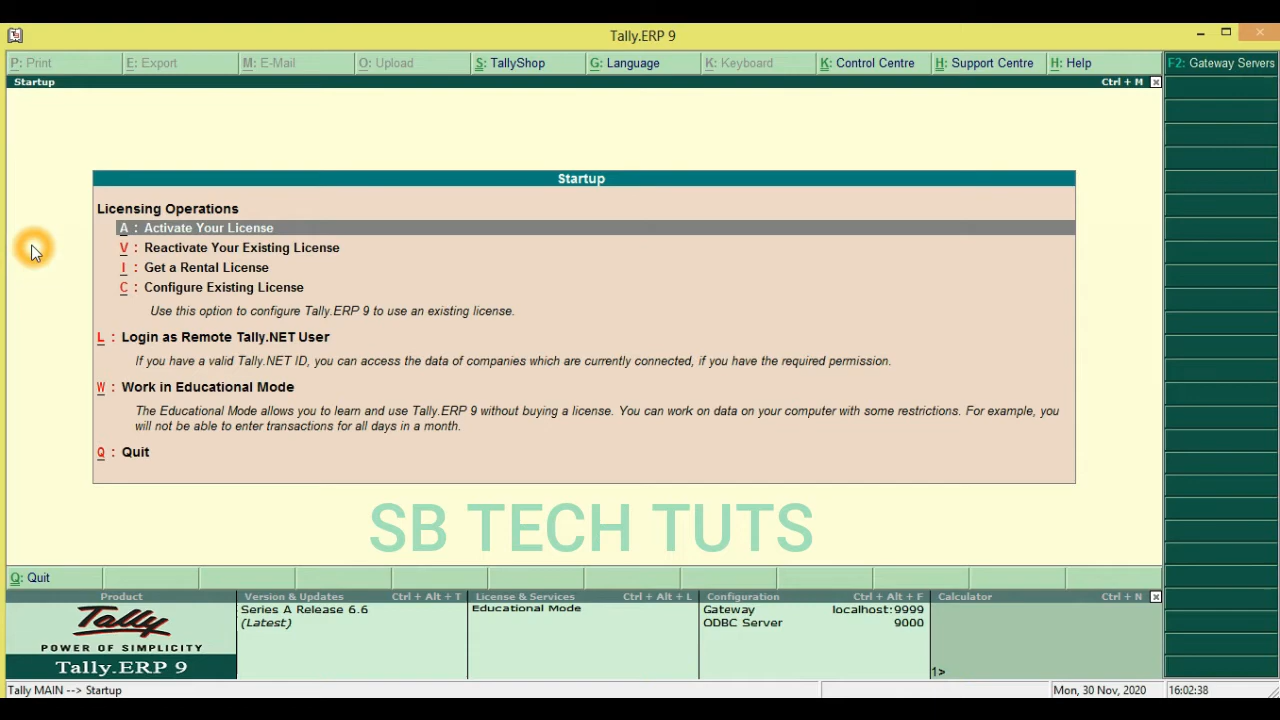 Tally.ERP 9
P: Print E: Export M: E-Mail O: Upload S: TallyShop G: Language K: Keyboard K: Control Centre H: Support Centre H: Help F2: Gateway Servers
Startup Ctrl + M
Startup
Licensing Operations
A : Activate Your License
V : Reactivate Your Existing License
I : Get a Rental License
C : Configure Existing License
Use this option to configure Tally.ERP 9 to use an existing license.
L : Login as Remote Tally.NET User
If you have a valid Tally.NET ID, you can access the data of companies which are currently connected, if you have the required permission.
W : Work in Educational Mode
The Educational Mode allows you to learn and use Tally.ERP 9 without buying a license. You can work on data on your computer with some restrictions. For example, you
will not be able to enter transactions for all days in a month.
Q : Quit
SB TECH TUTS
Q: Quit
Product Version & Updates Ctrl + Alt + T License & Services Ctrl + Alt + L Configuration Ctrl + Alt + F Calculator Ctrl + N
Series A Release 6.6 Educational Mode Gateway localhost:9999
(Latest) ODBC Server 9000
Tally
POWER OF SIMPLICITY
Tally.ERP 9
1>
Tally MAIN --> Startup Mon, 30 Nov, 2020 16:02:38